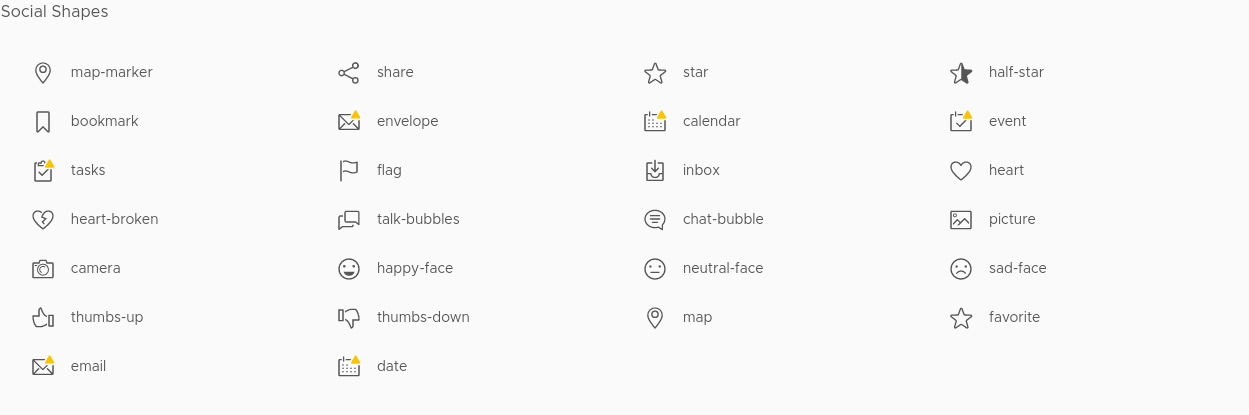 Social Shapes
map-marker share star half-star
bookmark envelope calendar event
tasks flag inbox heart
heart-broken talk-bubbles chat-bubble picture
camera happy-face neutral-face sad-face
thumbs-up thumbs-down map favorite
email date